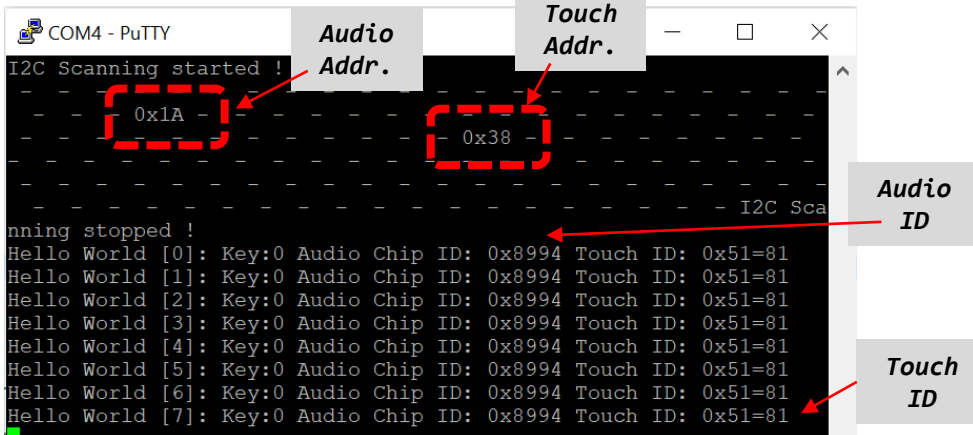 COM4 - PuTTY
Audio
Addr.
Touch
Addr.
I2C Scanning started !
- - - - - - - - - - - - - - - - - - - - - -
- - - 0x1A - - - - - - - - - - - - - - - - - -
- - - - - - - - - - - - 0x38 - - - - - - - - -
- - - - - - - - - - - - - - - - - - - - - -
- - - - - - - - - - - - - - - - - - - - - -
- - - - - - - - - - - - - - - - - - - I2C Sca
nning stopped !
Hello World [0]: Key:0 Audio Chip ID: 0x8994 Touch ID: 0x51=81
Hello World [1]: Key:0 Audio Chip ID: 0x8994 Touch ID: 0x51=81
Hello World [2]: Key:0 Audio Chip ID: 0x8994 Touch ID: 0x51=81
Hello World [3]: Key:0 Audio Chip ID: 0x8994 Touch ID: 0x51=81
Hello World [4]: Key:0 Audio Chip ID: 0x8994 Touch ID: 0x51=81
Hello World [5]: Key:0 Audio Chip ID: 0x8994 Touch ID: 0x51=81
Hello World [6]: Key:0 Audio Chip ID: 0x8994 Touch ID: 0x51=81
Hello World [7]: Key:0 Audio Chip ID: 0x8994 Touch ID: 0x51=81
Audio
ID
Touch
ID